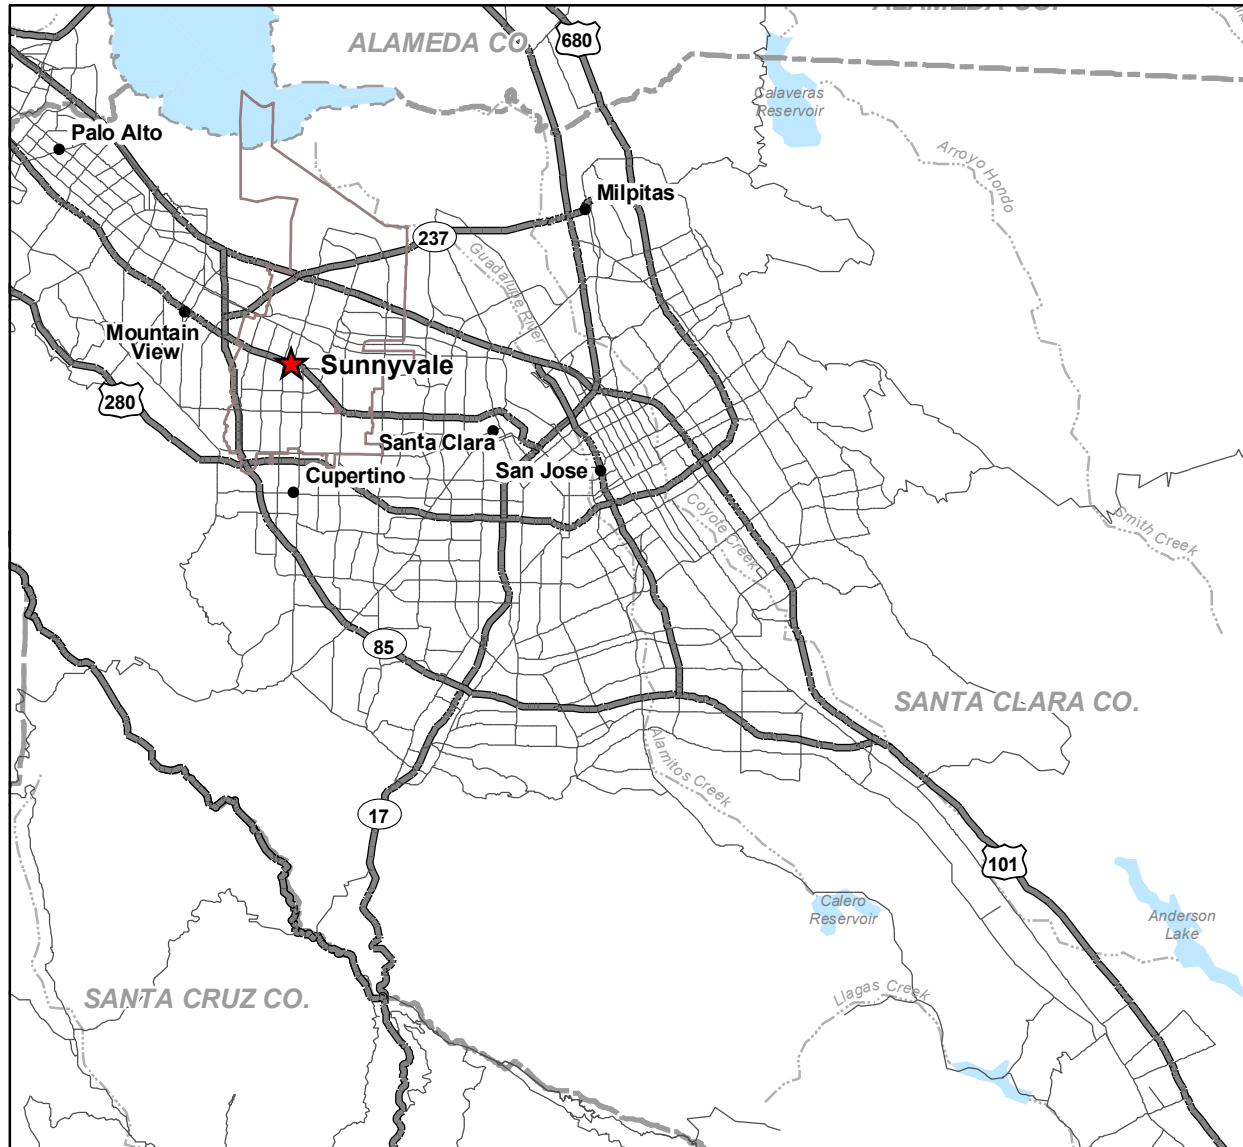 ALAMEDA CO.
ALAMEDA CO.
680
Calaveras
Reservoir
Palo Alto
Arroyo Hondo
Milpitas
237
Guadalupe River
Mountain
View
Sunnyvale
280
Santa Clara
San Jose
Cupertino
Coyote Creek
Smith Creek
85
SANTA CLARA CO.
Alamitos Creek
17
101
Calero
Reservoir
Anderson
Lake
Llagas Creek
SANTA CRUZ CO.